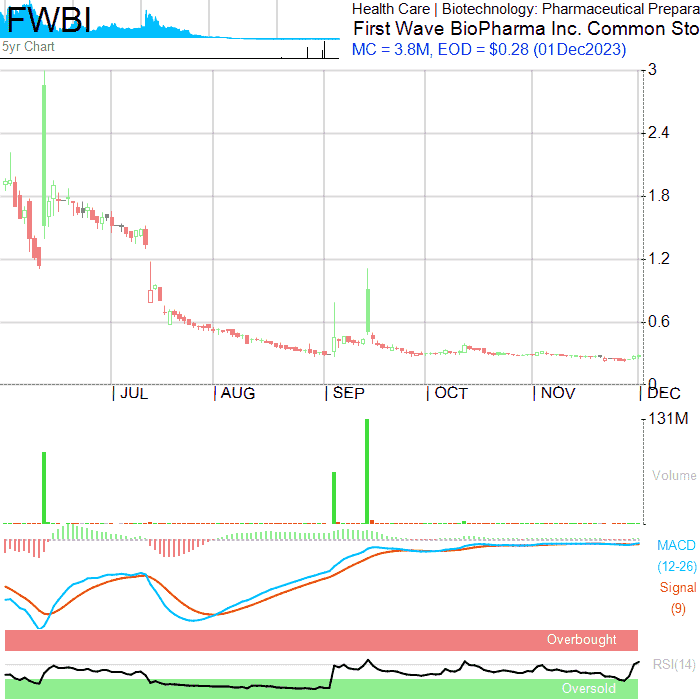 FWBI
5yr Chart
Health Care | Biotechnology: Pharmaceutical Prepara
First Wave BioPharma Inc. Common Sto
MC = 3.8M, EOD = $0.28 (01Dec2023)
3
2.4
1.8
1.2
0.6
0
| JUL | AUG | SEP | OCT | NOV | DEC
131M
Volume
MACD
(12-26)
Signal
(9)
Overbought
RSI(14)
Oversold